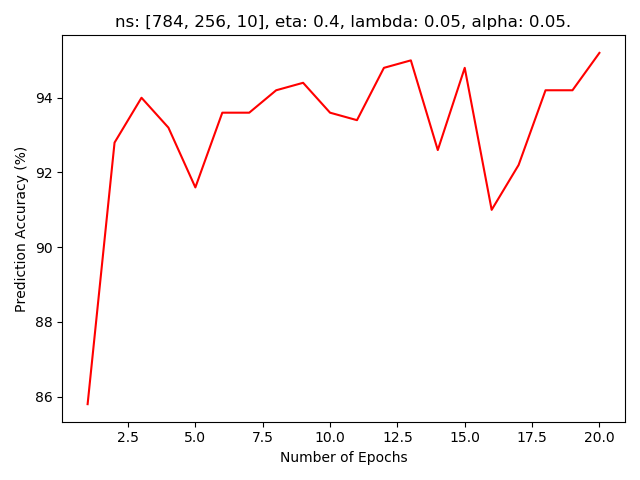 ns: [784, 256, 10], eta: 0.4, lambda: 0.05, alpha: 0.05.
Prediction Accuracy (%)
94
92
90
88
86
2.5 5.0 7.5 10.0 12.5 15.0 17.5 20.0
Number of Epochs